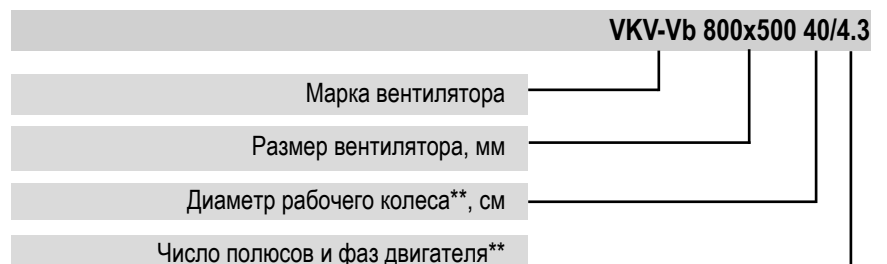 VKV-Vb 800x500 40/4.3
Марка вентилятора
Размер вентилятора, мм
Диаметр рабочего колеса**, см
Число полюсов и фаз двигателя**